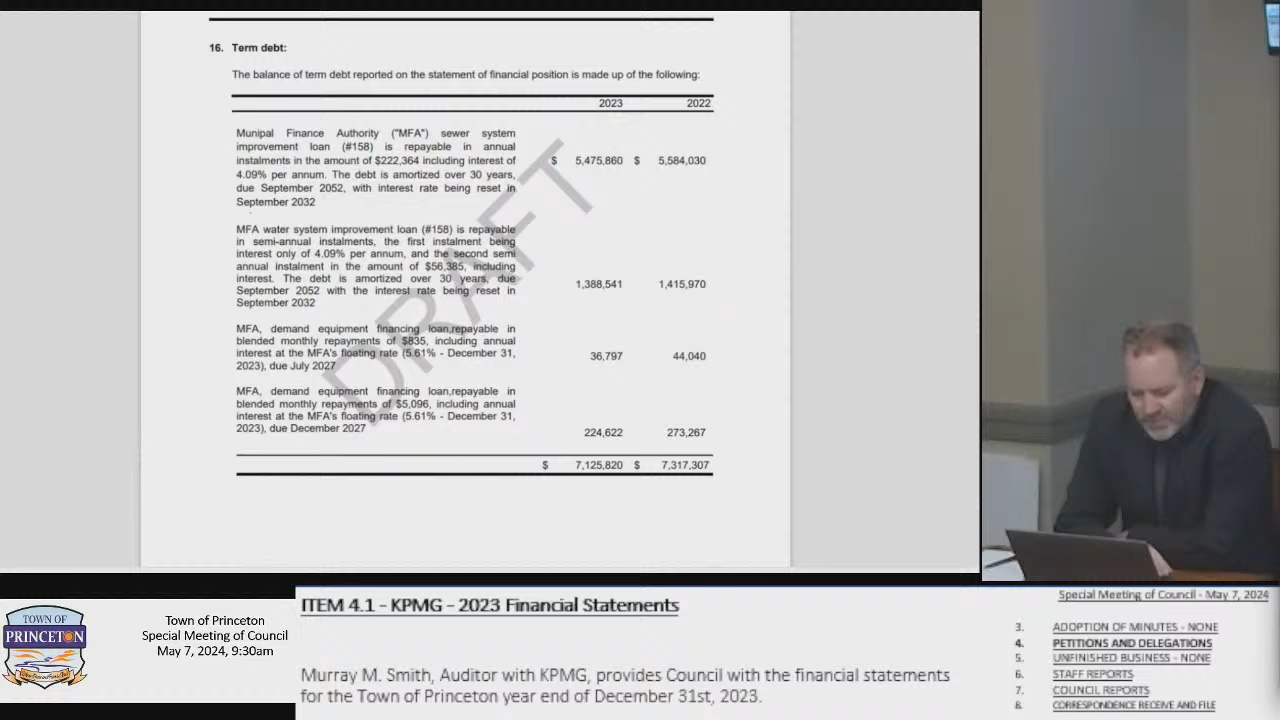 16. Term debt:
The balance of term debt reported on the statement of financial position is made up of the following:
2023 2022
Munipal Finance Authority ("MFA") sewer system
improvement loan (#158) is repayable in annual
instalments in the amount of $222,364 including interest of
4.09% per annum. The debt is amortized over 30 years,
due September 2052, with interest rate being reset in
September 2032
$ 5,475,860 $ 5,584,030
MFA water system improvement loan (#158) is repayable
in semi-annual instalments, the first instalment being
interest only of 4.09% per annum, and the second semi
annual instalment in the amount of $56,385, including
interest. The debt is amortized over 30 years, due
September 2052 with the interest rate being reset in
September 2032
1,388,541 1,415,970
MFA, demand equipment financing loan,repayable in
blended monthly repayments of $835, including annual
interest at the MFA's floating rate (5.61% - December 31,
2023), due July 2027
36,797 44,040
MFA, demand equipment financing loan,repayable in
blended monthly repayments of $5,096, including annual
interest at the MFA's floating rate (5.61% - December 31,
2023), due December 2027
224,622 273,267
$ 7,125,820 $ 7,317,307
DRAFT
TOWN OF
PRINCETON
Town of Princeton
Special Meeting of Council
May 7, 2024, 9:30am
ITEM 4.1 - KPMG - 2023 Financial Statements
Murray M. Smith, Auditor with KPMG, provides Council with the financial statements
for the Town of Princeton year end of December 31st, 2023.
Special Meeting of Council - May 7, 2024
3. ADOPTION OF MINUTES - NONE
4. PETITIONS AND DELEGATIONS
5. UNFINISHED BUSINESS - NONE
6. STAFF REPORTS
7. COUNCIL REPORTS
8. CORRESPONDENCE RECEIVE AND FILE